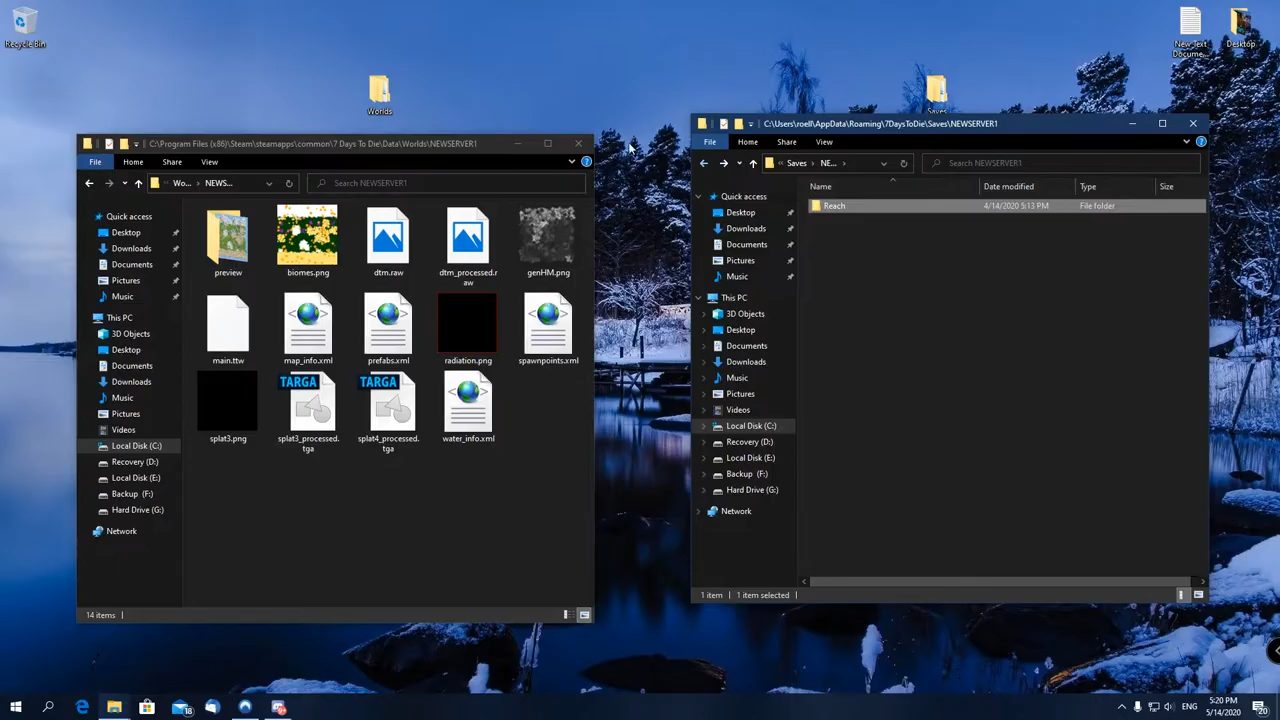 Recycle Bin
Worlds
Saves
New Text
Docume...
Desktop
C:\Program Files (x86)\Steam\steamapps\common\7 Days To Die\Data\Worlds\NEWSERVER1
File
Home
Share
View
Wo...
NEWS...
Search NEWSERVER1
Quick access
Desktop
Downloads
Documents
Pictures
Music
This PC
3D Objects
Desktop
Documents
Downloads
Music
Pictures
Videos
Local Disk (C:)
Recovery (D:)
Local Disk (E:)
Backup (F:)
Hard Drive (G:)
Network
preview
biomes.png
dtm.raw
dtm_processed.r
aw
genHM.png
main.ttw
map_info.xml
prefabs.xml
radiation.png
spawnpoints.xml
TARGA
TARGA
splat3.png
splat3_processed.
tga
splat4_processed.
tga
water_info.xml
14 items
C:\Users\roell\AppData\Roaming\7DaysToDie\Saves\NEWSERVER1
File
Home
Share
View
Saves
NE...
Search NEWSERVER1
Quick access
Desktop
Downloads
Documents
Pictures
Music
This PC
3D Objects
Desktop
Documents
Downloads
Music
Pictures
Videos
Local Disk (C:)
Recovery (D:)
Local Disk (E:)
Backup (F:)
Hard Drive (G:)
Network
Name
Date modified
Type
Size
Reach
4/14/2020 5:13 PM
File folder
1 item
1 item selected
18
ENG
5:20 PM
5/14/2020
20